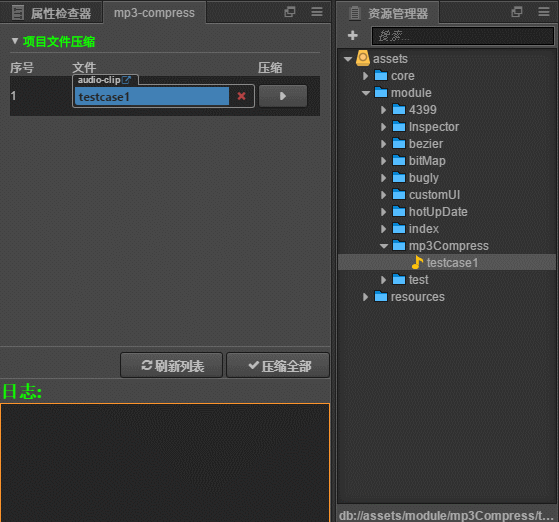 属性检查器
mp3-compress
项目文件压缩
序号 文件 压缩
audio-clip
1 testcase1
刷新列表 压缩全部
日志:
资源管理器
搜索...
assets
core
module
4399
Inspector
bezier
bitMap
bugly
customUI
hotUpDate
index
mp3Compress
testcase1
test
resources
db://assets/module/mp3Compress/t...